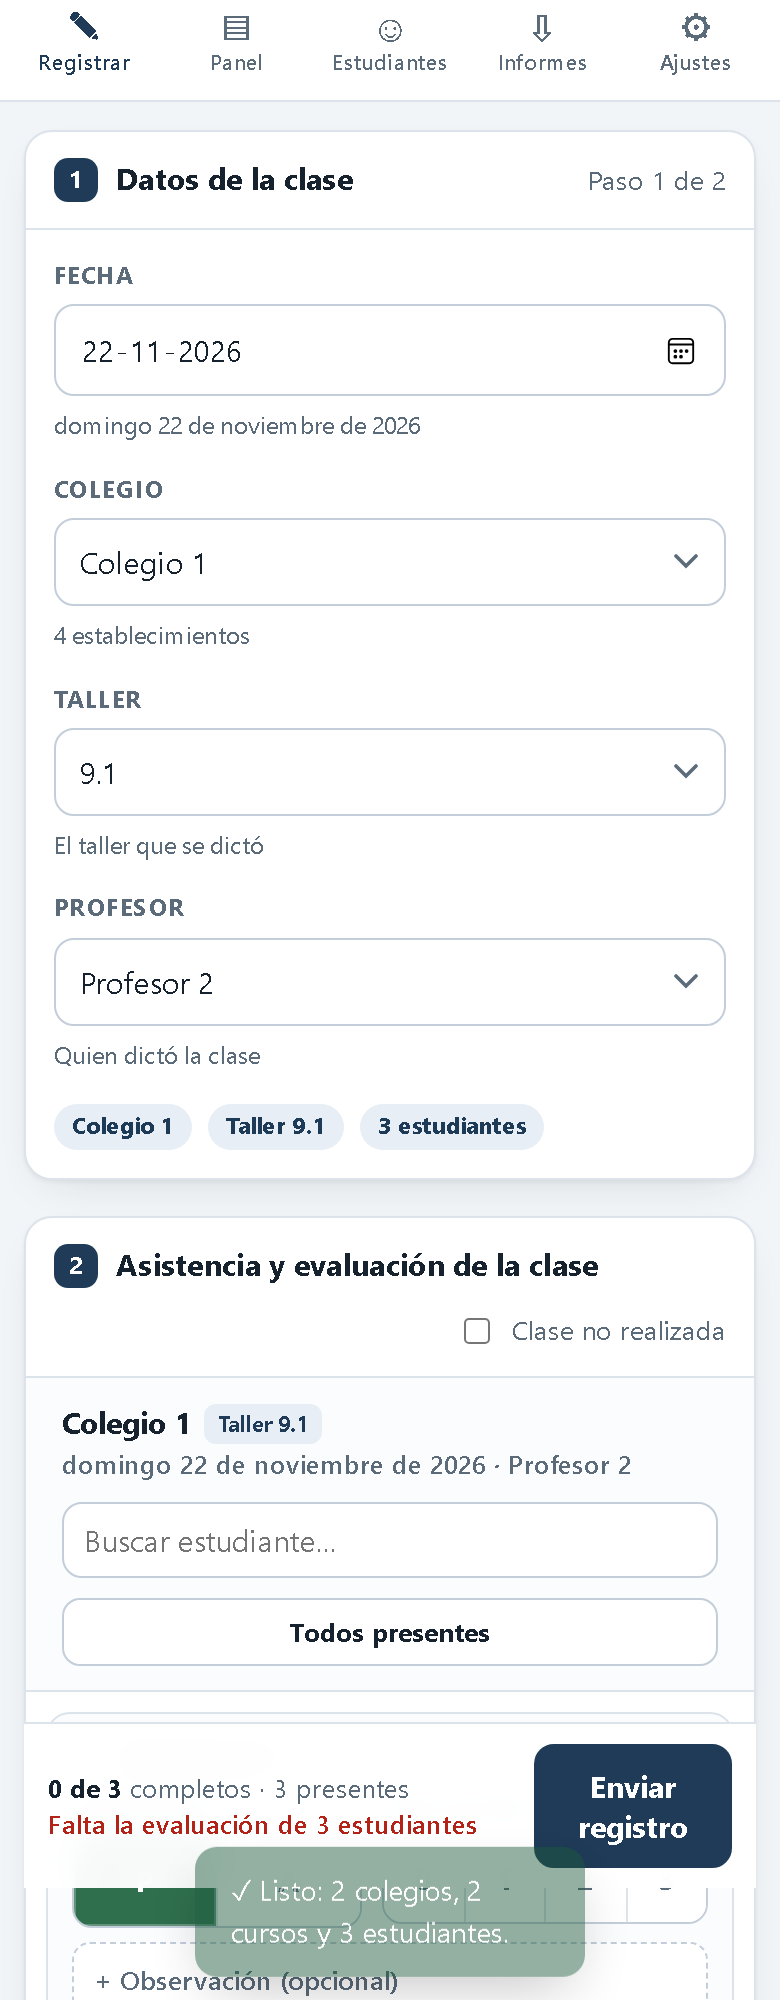 Registrar
Panel
Estudiantes
Informes
Ajustes
1 Datos de la clase
Paso 1 de 2
FECHA
22-11-2026
domingo 22 de noviembre de 2026
COLEGIO
Colegio 1
4 establecimientos
TALLER
9.1
El taller que se dictó
PROFESOR
Profesor 2
Quien dictó la clase
Colegio 1
Taller 9.1
3 estudiantes
2 Asistencia y evaluación de la clase
Clase no realizada
Colegio 1 Taller 9.1
domingo 22 de noviembre de 2026 · Profesor 2
Buscar estudiante...
Todos presentes
0 de 3 completos · 3 presentes
Falta la evaluación de 3 estudiantes
Enviar
registro
✓ Listo: 2 colegios, 2
cursos y 3 estudiantes.
+ Observación (opcional)